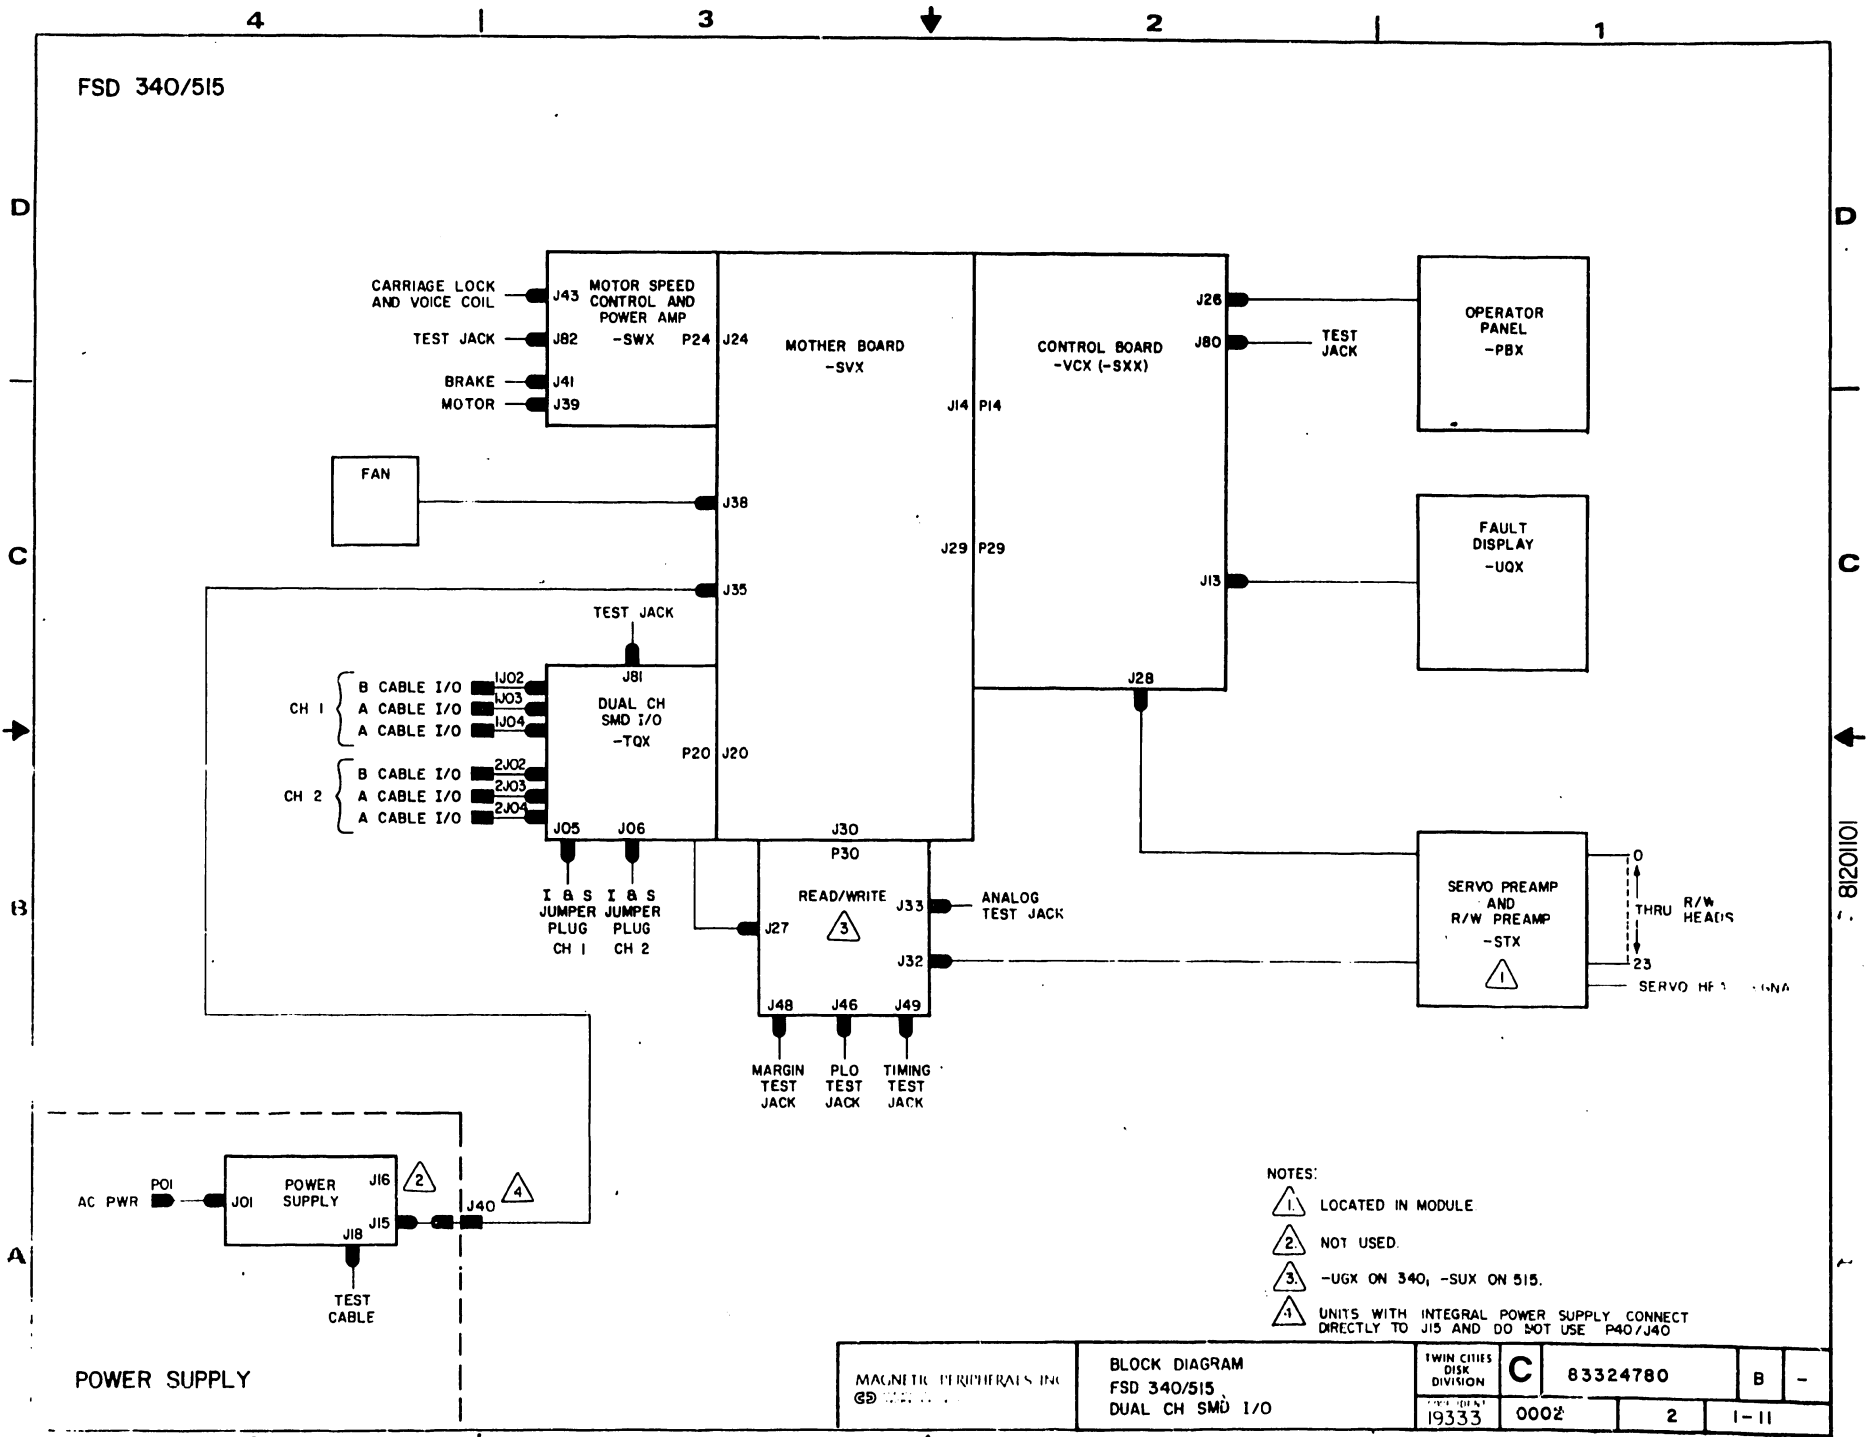 4 3 2 1
FSD 340/515
D
D
CARRIAGE LOCK
AND VOICE COIL
J43
MOTOR SPEED
CONTROL AND
POWER AMP
-SWX
TEST JACK
J82
P24
J24
BRAKE
J41
MOTOR
J39
MOTHER BOARD
-SVX
CONTROL BOARD
-VCX (-SXX)
J26
J80
TEST
JACK
OPERATOR
PANEL
-PBX
J14
P14
FAN
J38
J29
P29
C
C
J35
J13
FAULT
DISPLAY
-UQX
TEST JACK
J81
J28
CH 1
B CABLE I/O
1J02
A CABLE I/O
1J03
A CABLE I/O
1J04
DUAL CH
SMD I/O
-TQX
P20
J20
CH 2
B CABLE I/O
2J02
A CABLE I/O
2J03
A CABLE I/O
2J04
J05
J06
J30
P30
I & S
JUMPER
PLUG
CH 1
I & S
JUMPER
PLUG
CH 2
B
READ/WRITE
3
J27
J33
ANALOG
TEST JACK
J32
J48
J46
J49
MARGIN
TEST
JACK
PLO
TEST
JACK
TIMING
TEST
JACK
SERVO PREAMP
AND
R/W PREAMP
-STX
1
0
THRU
R/W
HEADS
23
SERVO
81201101
AC PWR
P01
J01
POWER
SUPPLY
J16
2
J15
J18
J40
4
TEST
CABLE
A
POWER SUPPLY
NOTES:
1. LOCATED IN MODULE
2. NOT USED.
3. -UGX ON 340, -SUX ON 515.
4 UNITS WITH INTEGRAL POWER SUPPLY CONNECT
DIRECTLY TO J15 AND DO NOT USE P40/J40
MAGNETIC PERIPHERALS INC
BLOCK DIAGRAM
FSD 340/515
DUAL CH SMD I/O
TWIN CITIES
DISK
DIVISION
C
83324780
B
-
19333
0002
2
1-11